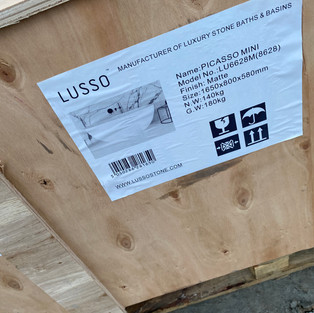 LUSSO
MANUFACTURER OF LUXURY STONE BATHS & BASINS
Name:PICASSO MINI
Model No:LU6628M(8628)
Finish: Matte
Size:1650x800x580mm
N.W:140kg
G.W:180kg
WWW.LUSSOSTONE.COM